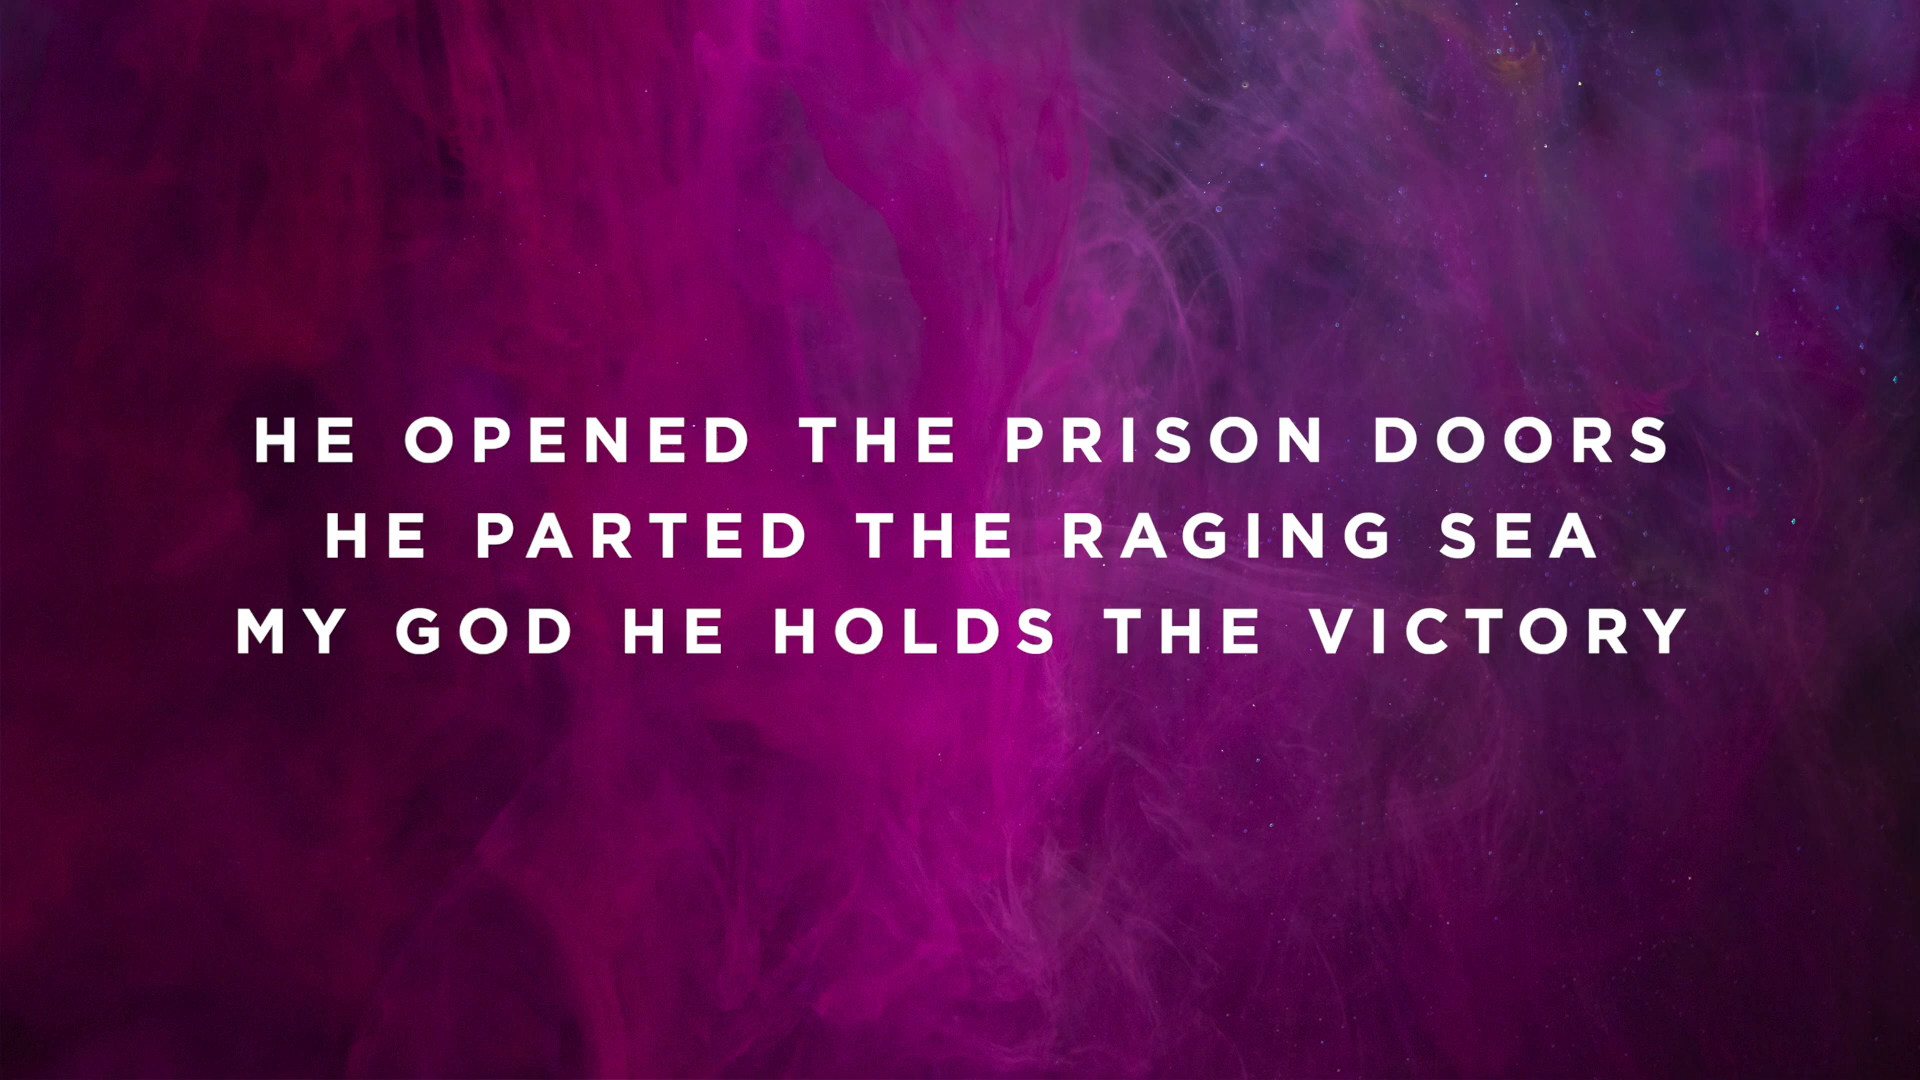 HE OPENED THE PRISON DOORS
HE PARTED THE RAGING SEA
MY GOD HE HOLDS THE VICTORY